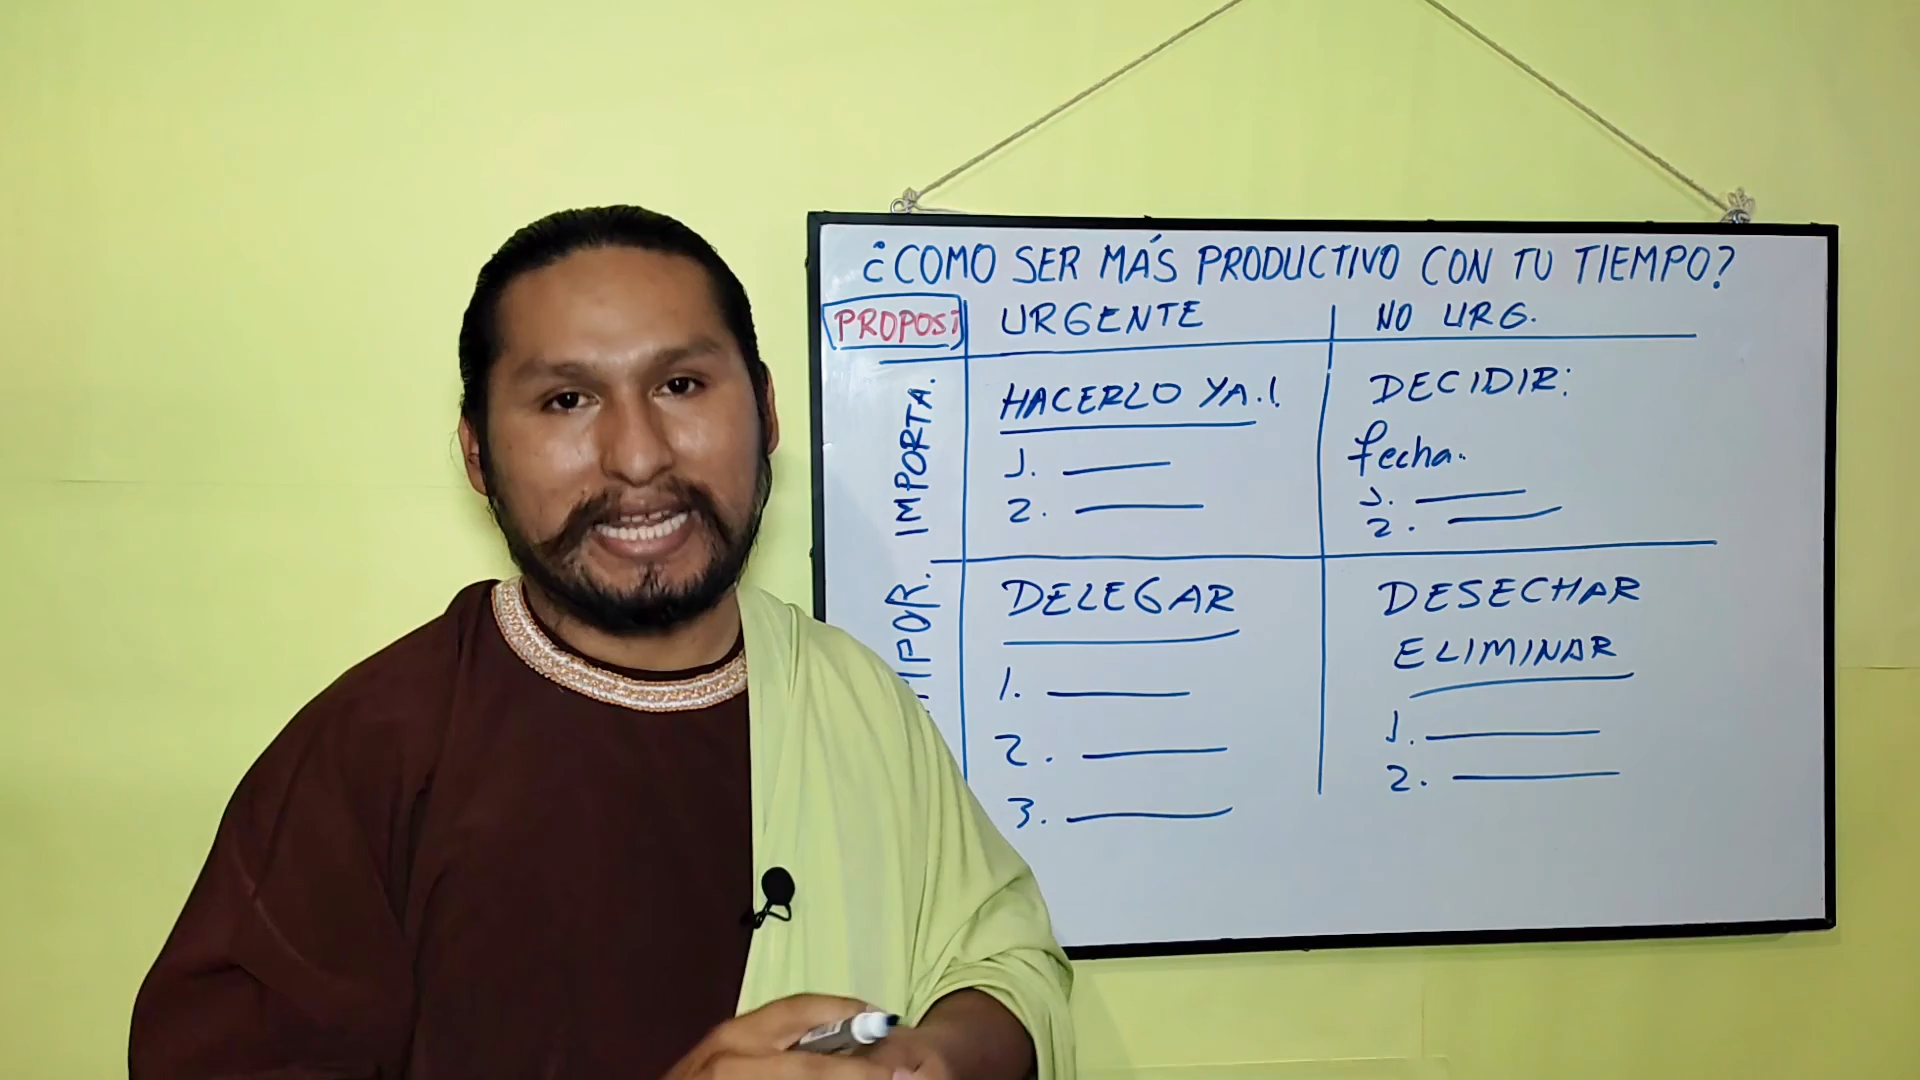 ¿COMO SER MÁS PRODUCTIVO CON TU TIEMPO?
PROPOSI URGENTE NO URG.
IMPORTA.
HACERLO YA.!
1.
2.
DECIDIR:
fecha.
1.
2.
DELEGAR
1.
2.
3.
DESECHAR
ELIMINAR
1.
2.